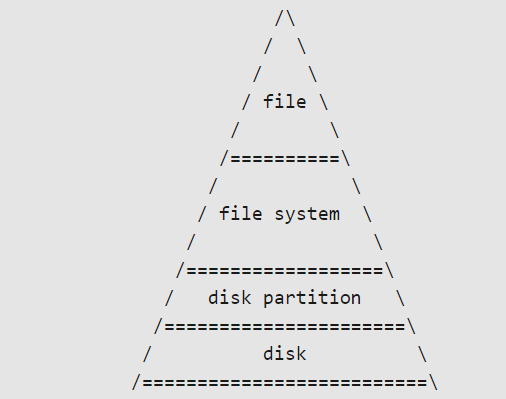 /\
/  \
/    \
/ file \
/        \
/==========\
/            \
/ file system  \
/                \
/==================\
/   disk partition   \
/======================\
/          disk          \
/==========================\